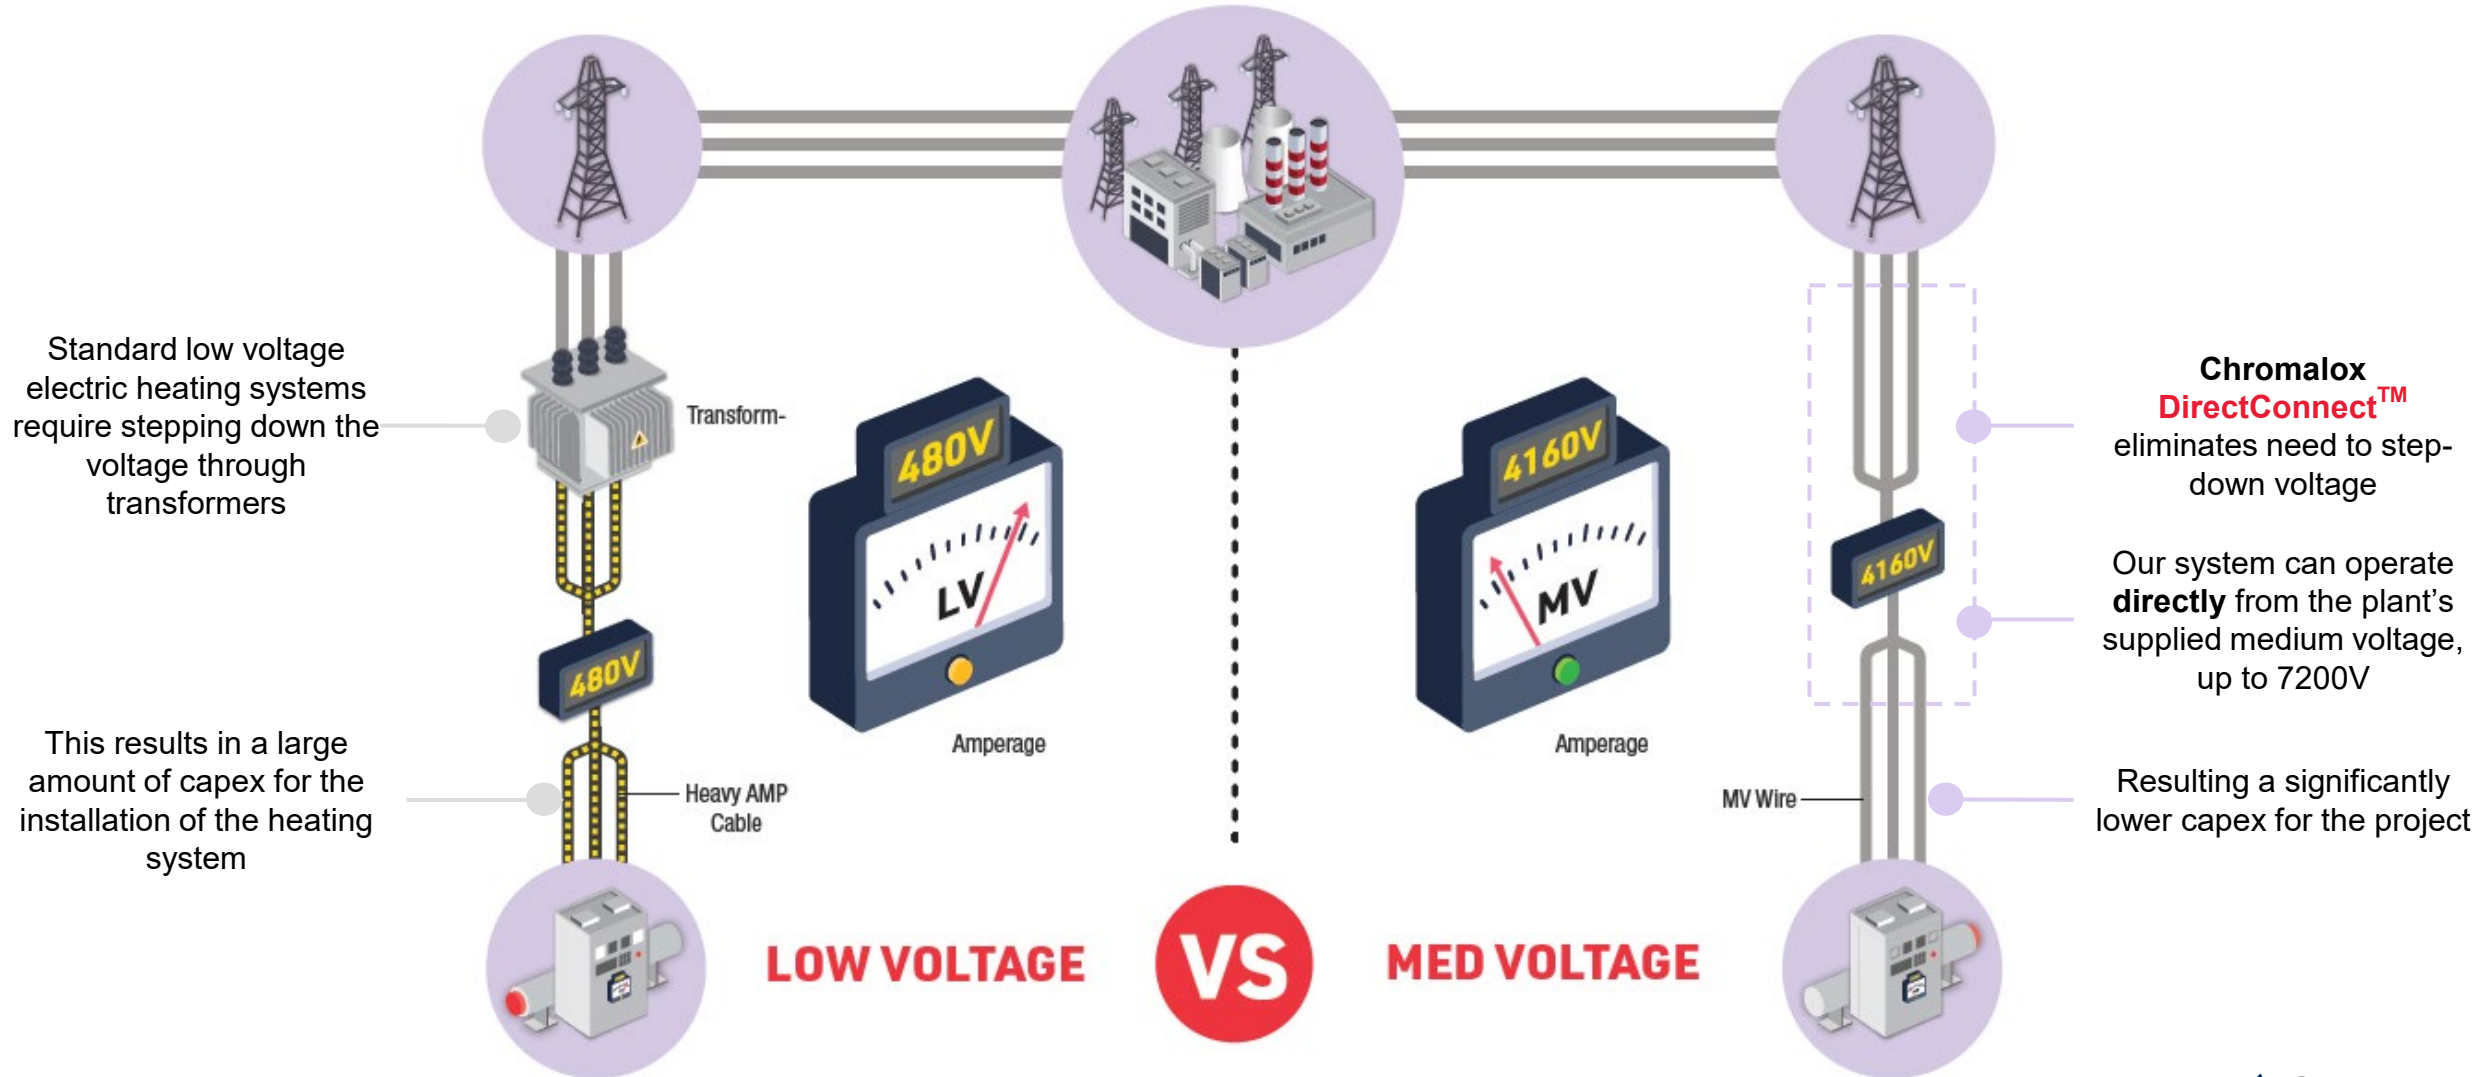 Standard low voltage
electric heating systems
require stepping down the
voltage through
transformers
This results in a large
amount of capex for the
installation of the heating
system
Transform-
480V
Heavy AMP
Cable
480V
LV
Amperage
4160V
MV
Amperage
4160V
MV Wire
Chromalox
DirectConnect™
eliminates need to step-
down voltage
Our system can operate
directly from the plant’s
supplied medium voltage,
up to 7200V
Resulting a significantly
lower capex for the project
LOW VOLTAGE
VS
MED VOLTAGE